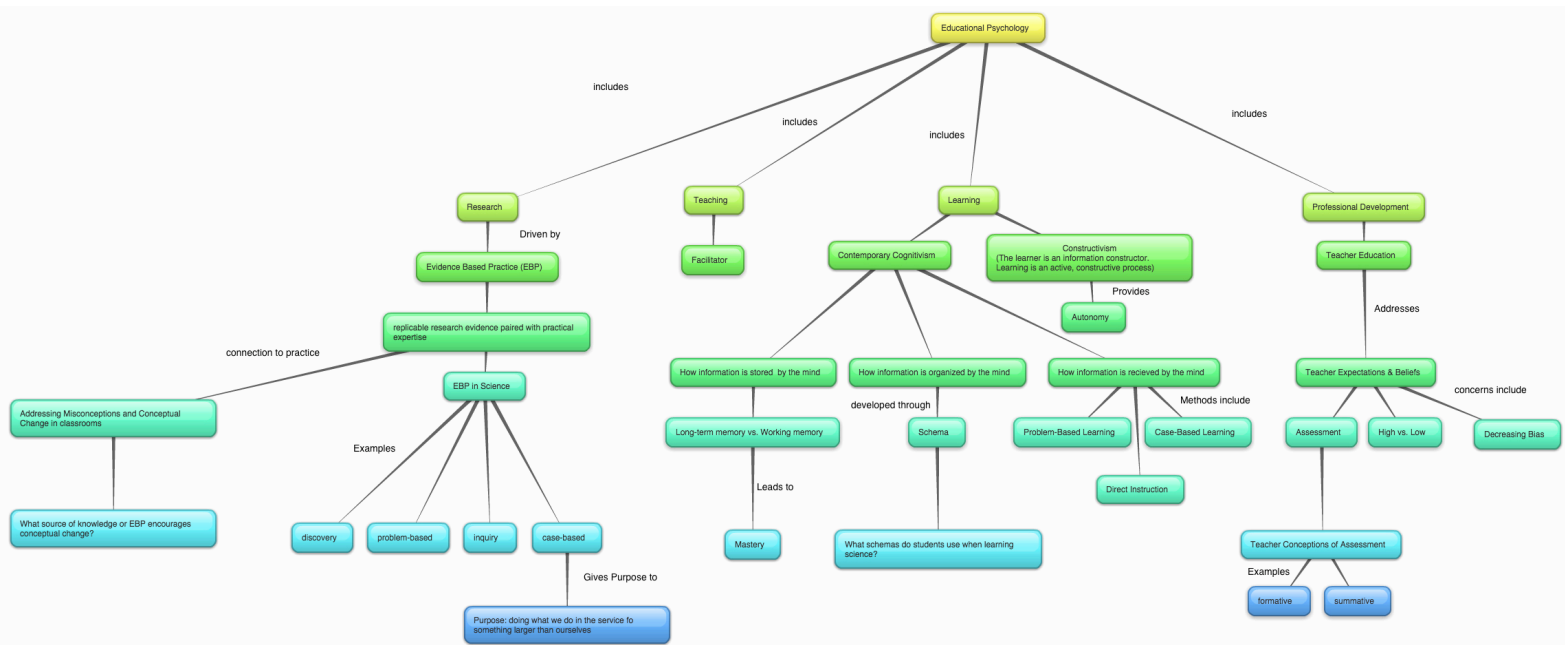 Educational Psychology
includes
includes
includes
includes
Research
Teaching
Learning
Professional Development
Driven by
Evidence Based Practice (EBP)
Facilitator
Contemporary Cognitivism
Constructivism
(The learner is an information constructor.
Learning is an active, constructive process)
Teacher Education
Provides
Autonomy
Addresses
replicable research evidence paired with practical
expertise
connection to practice
EBP in Science
How information is stored by the mind
How information is organized by the mind
How information is recieved by the mind
Teacher Expectations & Beliefs
concerns include
Addressing Misconceptions and Conceptual
Change in classrooms
developed through
Methods include
Examples
Long-term memory vs. Working memory
Schema
Problem-Based Learning
Case-Based Learning
Assessment
High vs. Low
Decreasing Bias
Leads to
Direct Instruction
What source of knowledge or EBP encourages
conceptual change?
discovery
problem-based
inquiry
case-based
Mastery
What schemas do students use when learning
science?
Teacher Conceptions of Assessment
Gives Purpose to
Examples
formative
summative
Purpose: doing what we do in the service fo
something larger than ourselves